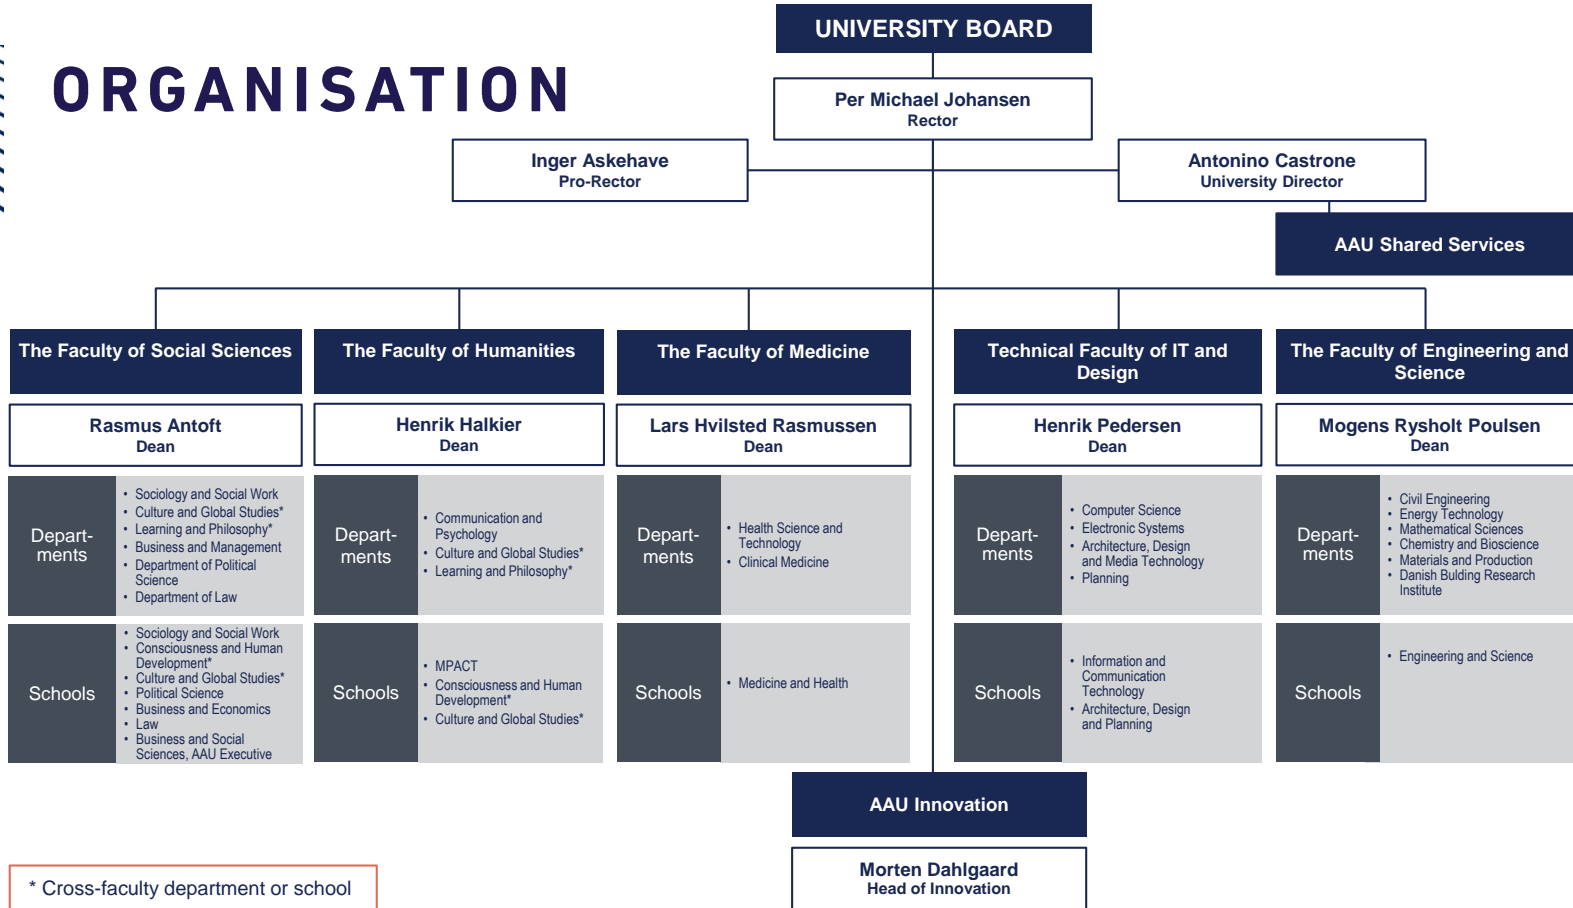 UNIVERSITY BOARD
ORGANISATION
Per Michael Johansen
Rector
Inger Askehave
Pro-Rector
Antonino Castrone
University Director
AAU Shared Services
The Faculty of Social Sciences
Rasmus Antoft
Dean
Depart-
ments
• Sociology and Social Work
• Culture and Global Studies*
• Learning and Philosophy*
• Business and Management
• Department of Political
Science
• Department of Law
Schools
• Sociology and Social Work
• Consciousness and Human
Development*
• Culture and Global Studies*
• Political Science
• Business and Economics
• Law
• Business and Social
Sciences, AAU Executive
The Faculty of Humanities
Henrik Halkier
Dean
Depart-
ments
• Communication and
Psychology
• Culture and Global Studies*
• Learning and Philosophy*
Schools
• MPACT
• Consciousness and Human
Development*
• Culture and Global Studies*
The Faculty of Medicine
Lars Hvilsted Rasmussen
Dean
Depart-
ments
• Health Science and
Technology
• Clinical Medicine
Schools
• Medicine and Health
Technical Faculty of IT and
Design
Henrik Pedersen
Dean
Depart-
ments
• Computer Science
• Electronic Systems
• Architecture, Design
and Media Technology
• Planning
Schools
• Information and
Communication
Technology
• Architecture, Design
and Planning
The Faculty of Engineering and
Science
Mogens Rysholt Poulsen
Dean
Depart-
ments
• Civil Engineering
• Energy Technology
• Mathematical Sciences
• Chemistry and Bioscience
• Materials and Production
• Danish Bulding Research
Institute
Schools
• Engineering and Science
AAU Innovation
Morten Dahlgaard
Head of Innovation
* Cross-faculty department or school